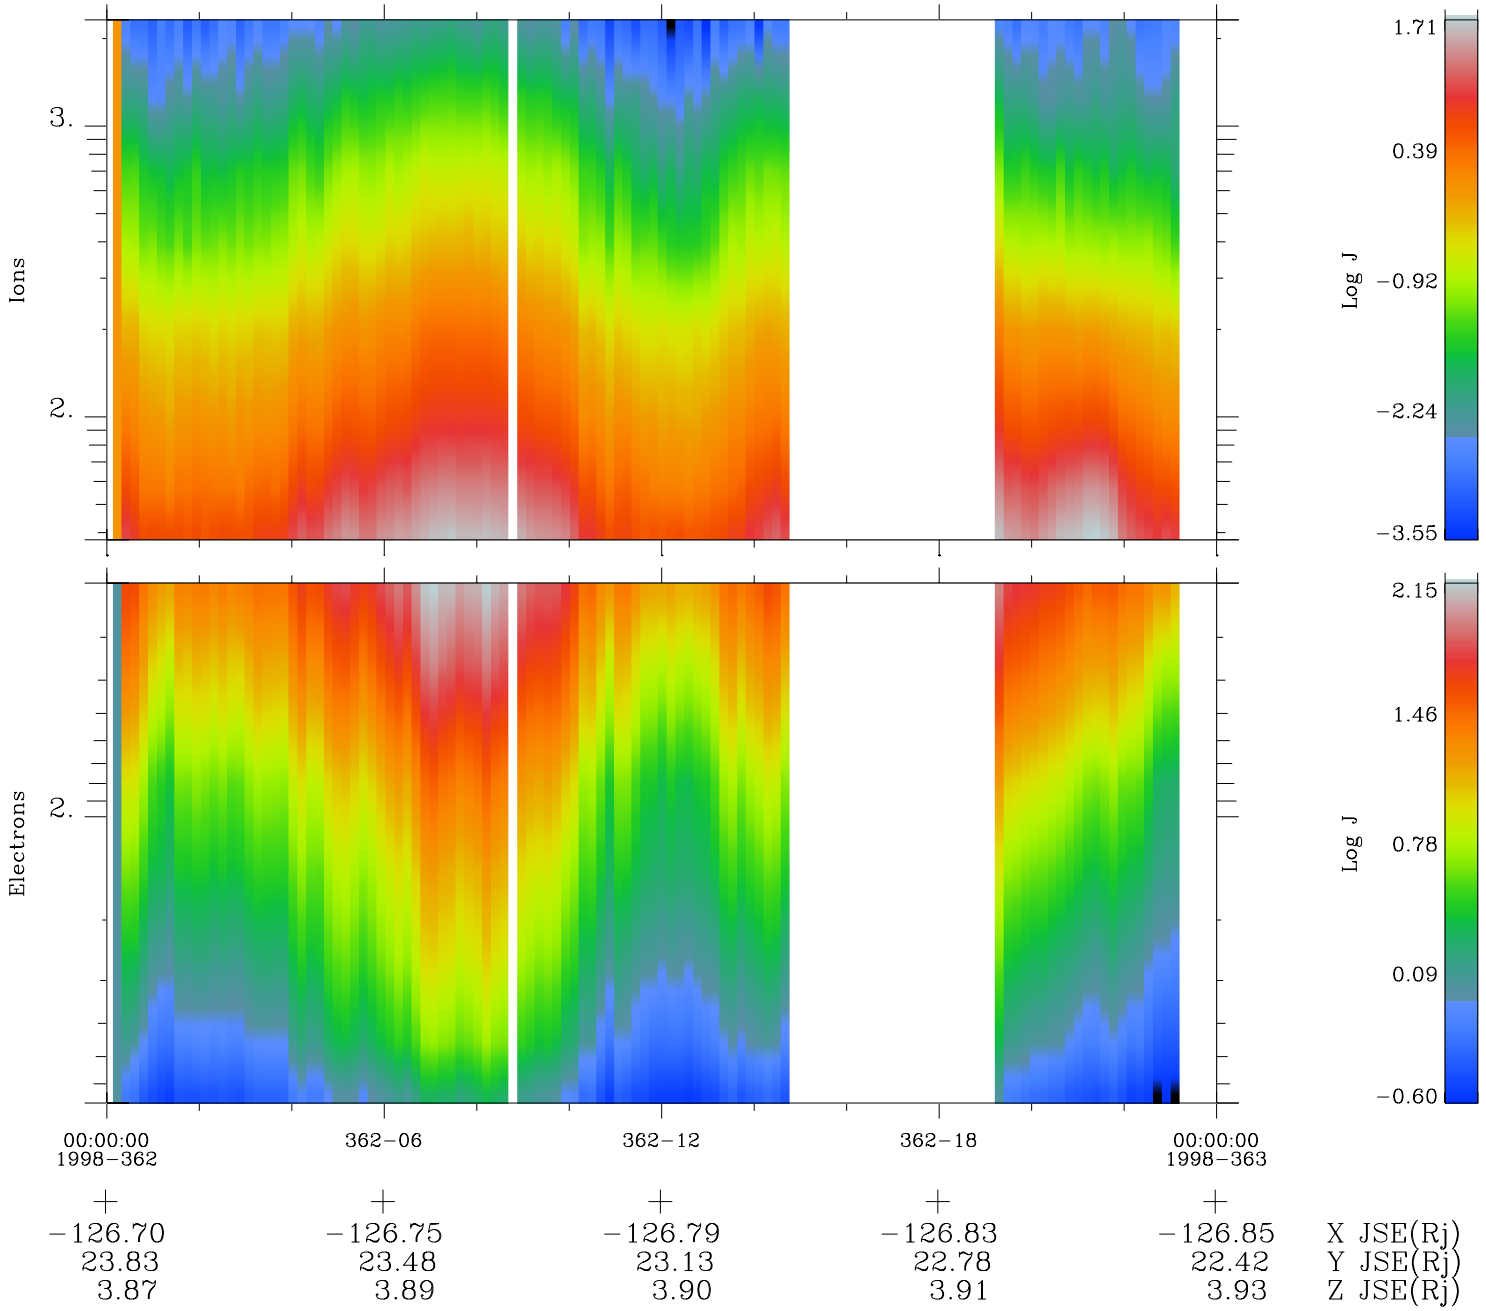 1.71
3.
0.39
Ions
Log J
-0.92
2.
-2.24
-3.55
2.15
1.46
2.
Electrons
Log J
0.78
0.09
-0.60
00:00:00 362-06 362-12 362-18 00:00:00
1998-362 1998-363
-126.70 -126.75 -126.79 -126.83 -126.85 X JSE(Rj)
23.83 23.48 23.13 22.78 22.42 Y JSE(Rj)
3.87 3.89 3.90 3.91 3.93 Z JSE(Rj)